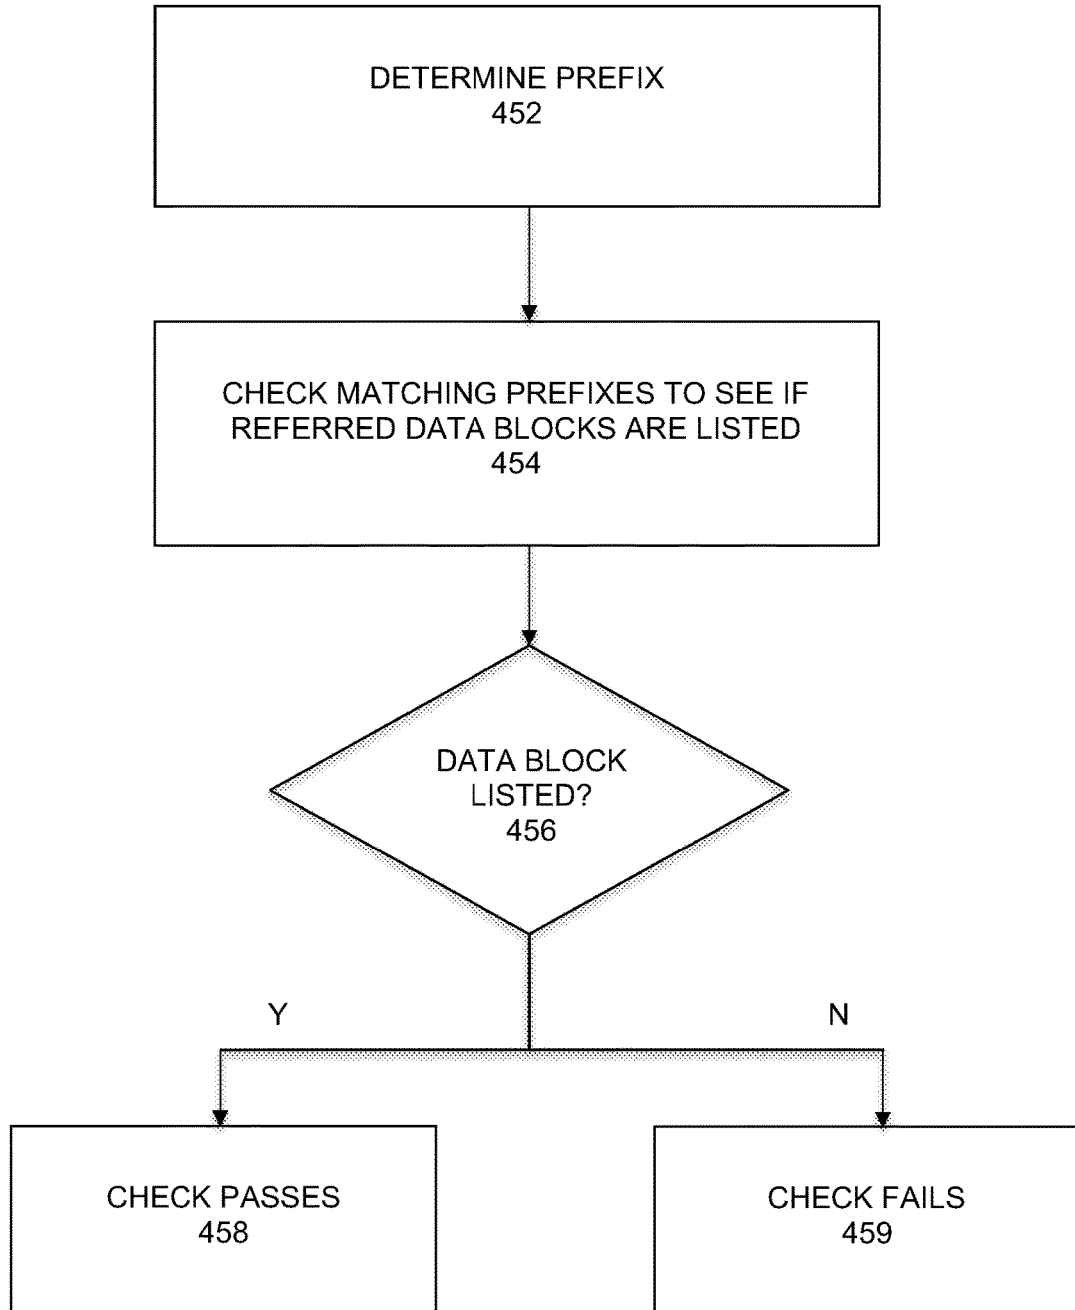 DETERMINE PREFIX
452
CHECK MATCHING PREFIXES TO SEE IF
REFERRED DATA BLOCKS ARE LISTED
454
DATA BLOCK
LISTED?
456
Y
N
CHECK PASSES
458
CHECK FAILS
459